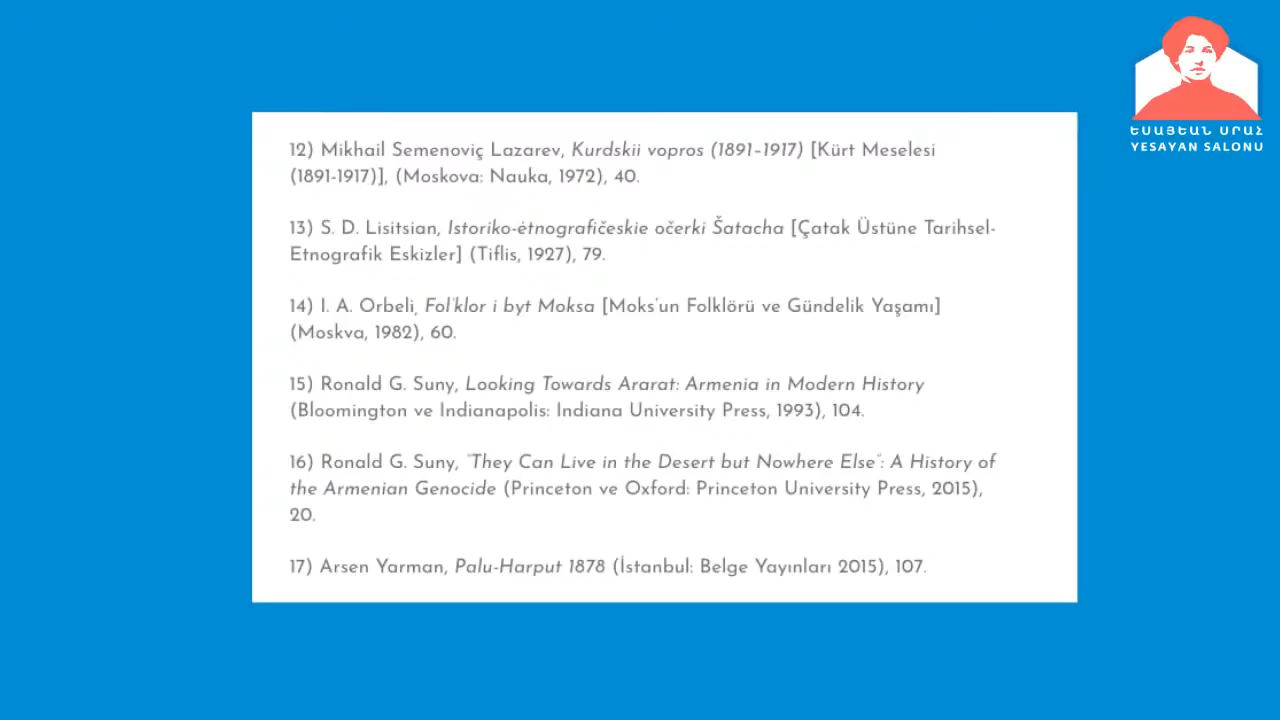 ԵՍԱՅԵԱՆ ՍՐԱՀ
YESAYAN SALONU
12) Mikhail Semenoviç Lazarev, Kurdskii vopros (1891–1917) [Kürt Meselesi
(1891-1917)], (Moskova: Nauka, 1972), 40.
13) S. D. Lisitsian, Istoriko-ėtnografičeskie očerki Šatacha [Çatak Üstüne Tarihsel-
Etnografik Eskizler] (Tiflis, 1927), 79.
14) I. A. Orbeli, Fol'klor i byt Moksa [Moks'un Folklörü ve Gündelik Yaşamı]
(Moskva, 1982), 60.
15) Ronald G. Suny, Looking Towards Ararat: Armenia in Modern History
(Bloomington ve Indianapolis: Indiana University Press, 1993), 104.
16) Ronald G. Suny, "They Can Live in the Desert but Nowhere Else": A History of
the Armenian Genocide (Princeton ve Oxford: Princeton University Press, 2015),
20.
17) Arsen Yarman, Palu-Harput 1878 (İstanbul: Belge Yayınları 2015), 107.